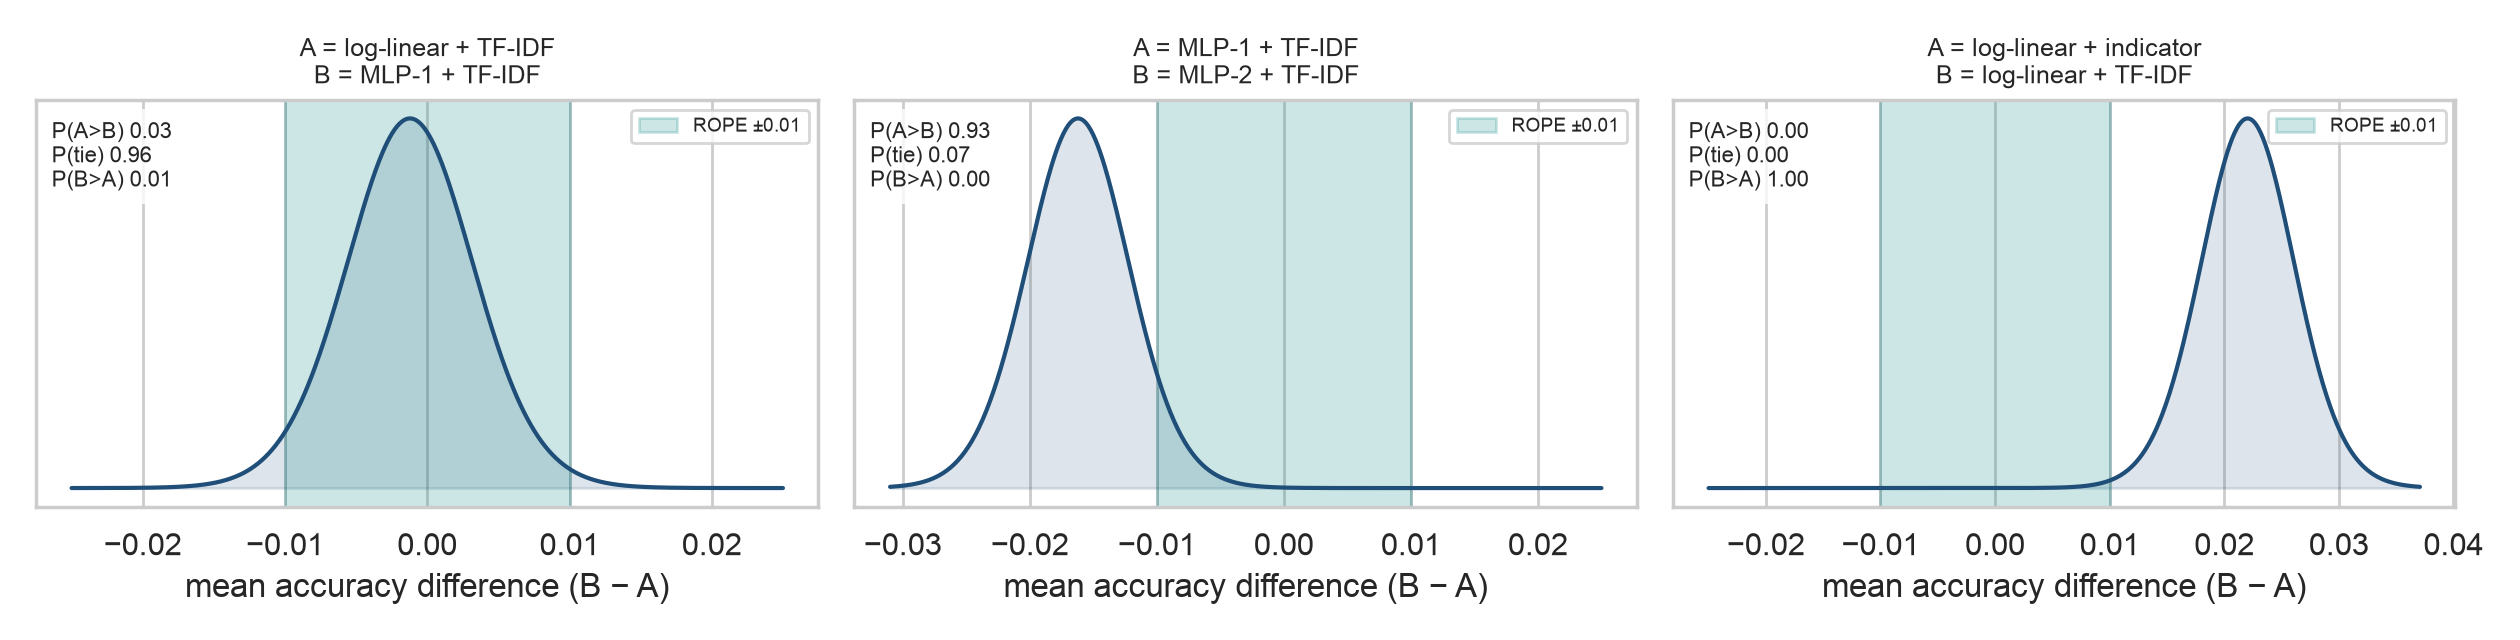 A = log-linear + TF-IDF
B = MLP-1 + TF-IDF
P(A>B) 0.03
P(tie) 0.96
P(B>A) 0.01
ROPE ±0.01
−0.02 −0.01 0.00 0.01 0.02
mean accuracy difference (B − A)
A = MLP-1 + TF-IDF
B = MLP-2 + TF-IDF
P(A>B) 0.93
P(tie) 0.07
P(B>A) 0.00
ROPE ±0.01
−0.03 −0.02 −0.01 0.00 0.01 0.02
mean accuracy difference (B − A)
A = log-linear + indicator
B = log-linear + TF-IDF
P(A>B) 0.00
P(tie) 0.00
P(B>A) 1.00
ROPE ±0.01
−0.02 −0.01 0.00 0.01 0.02 0.03 0.04
mean accuracy difference (B − A)